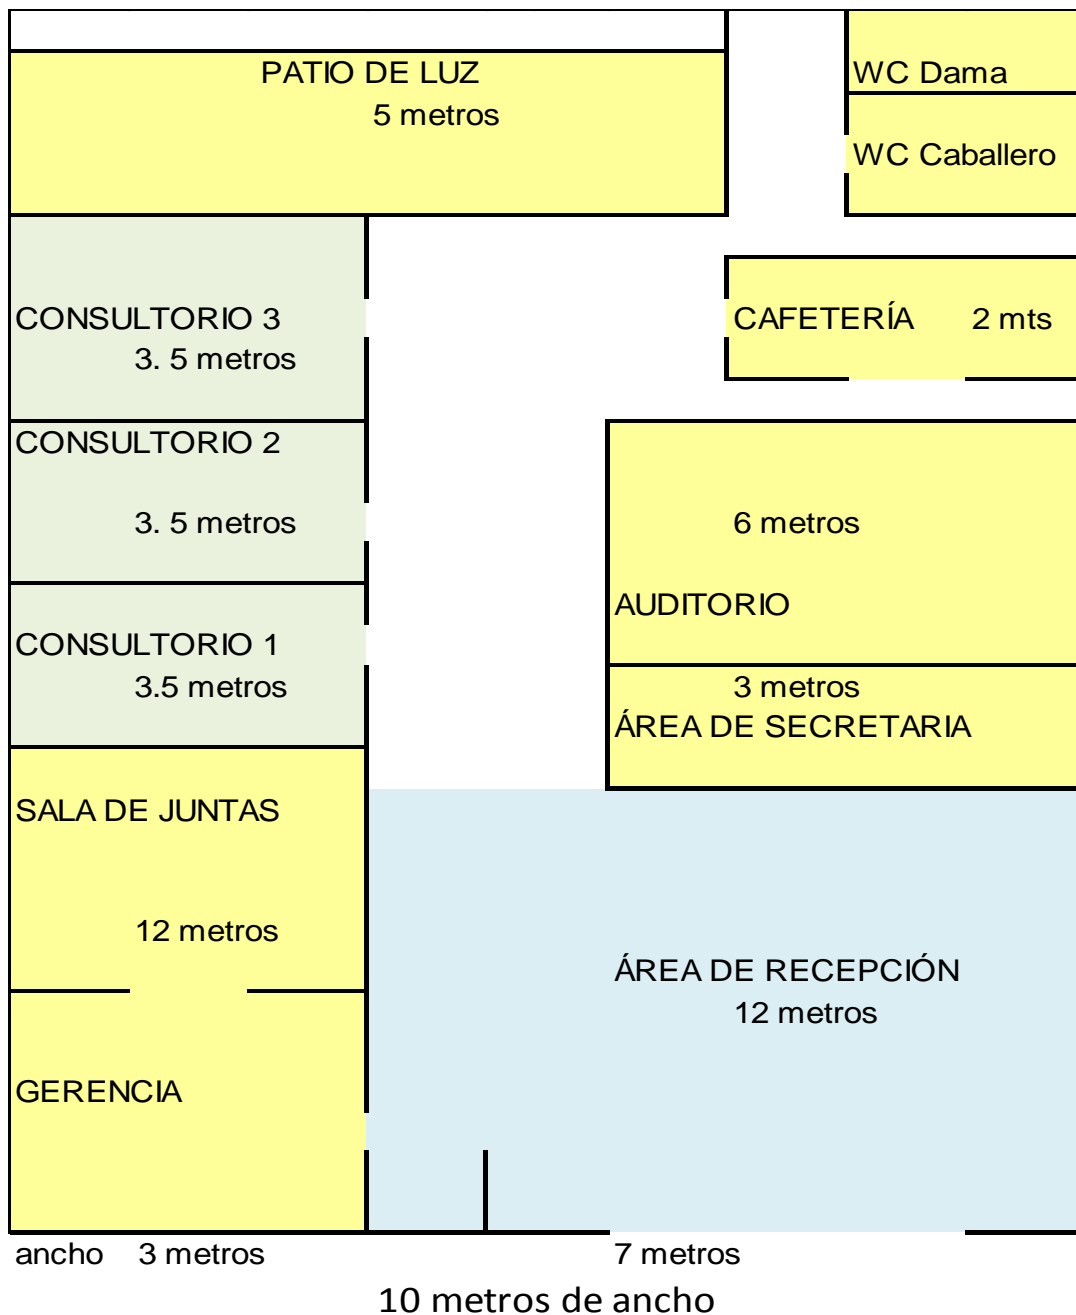 PATIO DE LUZ
5 metros
WC Dama
WC Caballero
CONSULTORIO 3
3. 5 metros
CAFETERÍA 2 mts
CONSULTORIO 2
3. 5 metros
6 metros
AUDITORIO
CONSULTORIO 1
3.5 metros
3 metros
ÁREA DE SECRETARIA
SALA DE JUNTAS
12 metros
ÁREA DE RECEPCIÓN
12 metros
GERENCIA
ancho 3 metros
7 metros
10 metros de ancho